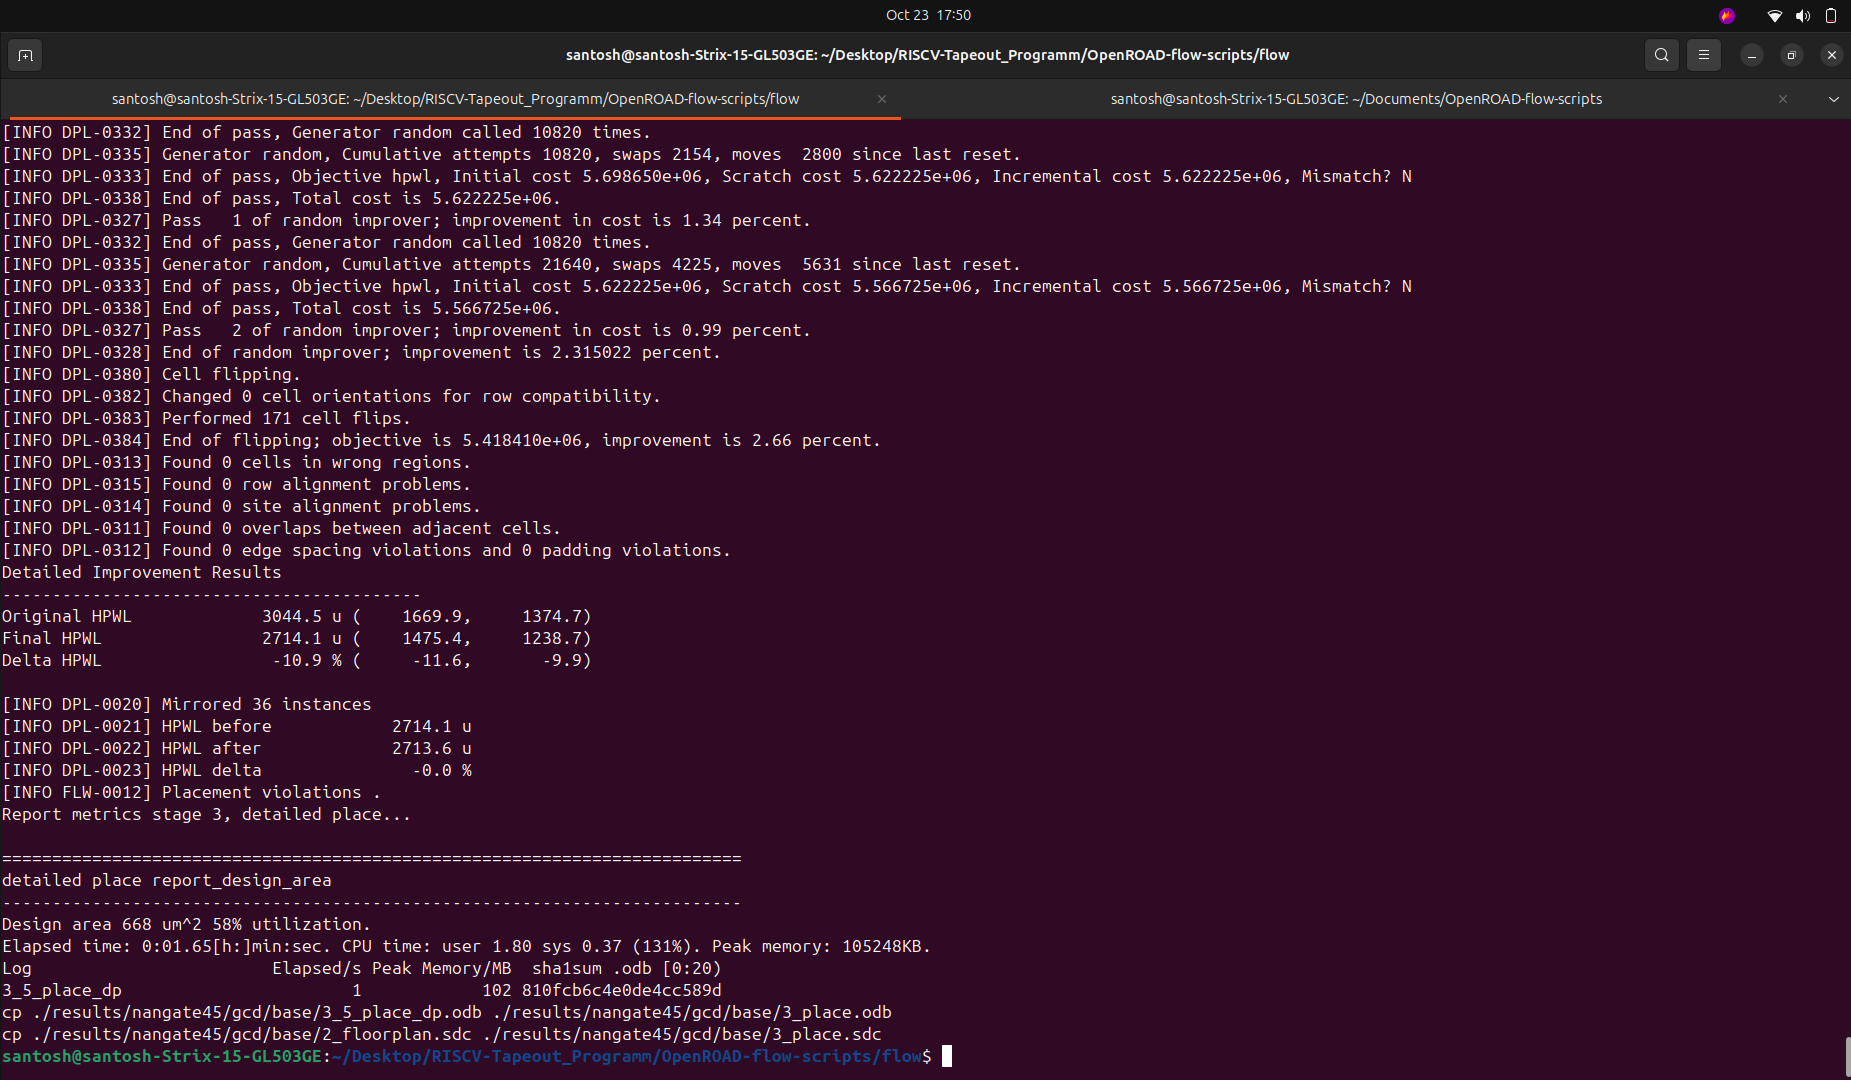 Oct 23  17:50
santosh@santosh-Strix-15-GL503GE: ~/Desktop/RISCV-Tapeout_Programm/OpenROAD-flow-scripts/flow
santosh@santosh-Strix-15-GL503GE: ~/Desktop/RISCV-Tapeout_Programm/OpenROAD-flow-scripts/flow
santosh@santosh-Strix-15-GL503GE: ~/Documents/OpenROAD-flow-scripts
[INFO DPL-0332] End of pass, Generator random called 10820 times.
[INFO DPL-0335] Generator random, Cumulative attempts 10820, swaps 2154, moves  2800 since last reset.
[INFO DPL-0333] End of pass, Objective hpwl, Initial cost 5.698650e+06, Scratch cost 5.622225e+06, Incremental cost 5.622225e+06, Mismatch? N
[INFO DPL-0338] End of pass, Total cost is 5.622225e+06.
[INFO DPL-0327] Pass   1 of random improver; improvement in cost is 1.34 percent.
[INFO DPL-0332] End of pass, Generator random called 10820 times.
[INFO DPL-0335] Generator random, Cumulative attempts 21640, swaps 4225, moves  5631 since last reset.
[INFO DPL-0333] End of pass, Objective hpwl, Initial cost 5.622225e+06, Scratch cost 5.566725e+06, Incremental cost 5.566725e+06, Mismatch? N
[INFO DPL-0338] End of pass, Total cost is 5.566725e+06.
[INFO DPL-0327] Pass   2 of random improver; improvement in cost is 0.99 percent.
[INFO DPL-0328] End of random improver; improvement is 2.315022 percent.
[INFO DPL-0380] Cell flipping.
[INFO DPL-0382] Changed 0 cell orientations for row compatibility.
[INFO DPL-0383] Performed 171 cell flips.
[INFO DPL-0384] End of flipping; objective is 5.418410e+06, improvement is 2.66 percent.
[INFO DPL-0313] Found 0 cells in wrong regions.
[INFO DPL-0315] Found 0 row alignment problems.
[INFO DPL-0314] Found 0 site alignment problems.
[INFO DPL-0311] Found 0 overlaps between adjacent cells.
[INFO DPL-0312] Found 0 edge spacing violations and 0 padding violations.
Detailed Improvement Results
------------------------------------------
Original HPWL             3044.5 u (    1669.9,     1374.7)
Final HPWL                2714.1 u (    1475.4,     1238.7)
Delta HPWL                 -10.9 % (     -11.6,       -9.9)
[INFO DPL-0020] Mirrored 36 instances
[INFO DPL-0021] HPWL before            2714.1 u
[INFO DPL-0022] HPWL after             2713.6 u
[INFO DPL-0023] HPWL delta               -0.0 %
[INFO FLW-0012] Placement violations .
Report metrics stage 3, detailed place...
==========================================================================
detailed place report_design_area
--------------------------------------------------------------------------
Design area 668 um^2 58% utilization.
Elapsed time: 0:01.65[h:]min:sec. CPU time: user 1.80 sys 0.37 (131%). Peak memory: 105248KB.
Log                        Elapsed/s Peak Memory/MB  sha1sum .odb [0:20)
3_5_place_dp                       1            102 810fcb6c4e0de4cc589d
cp ./results/nangate45/gcd/base/3_5_place_dp.odb ./results/nangate45/gcd/base/3_place.odb
cp ./results/nangate45/gcd/base/2_floorplan.sdc ./results/nangate45/gcd/base/3_place.sdc
santosh@santosh-Strix-15-GL503GE:~/Desktop/RISCV-Tapeout_Programm/OpenROAD-flow-scripts/flow$